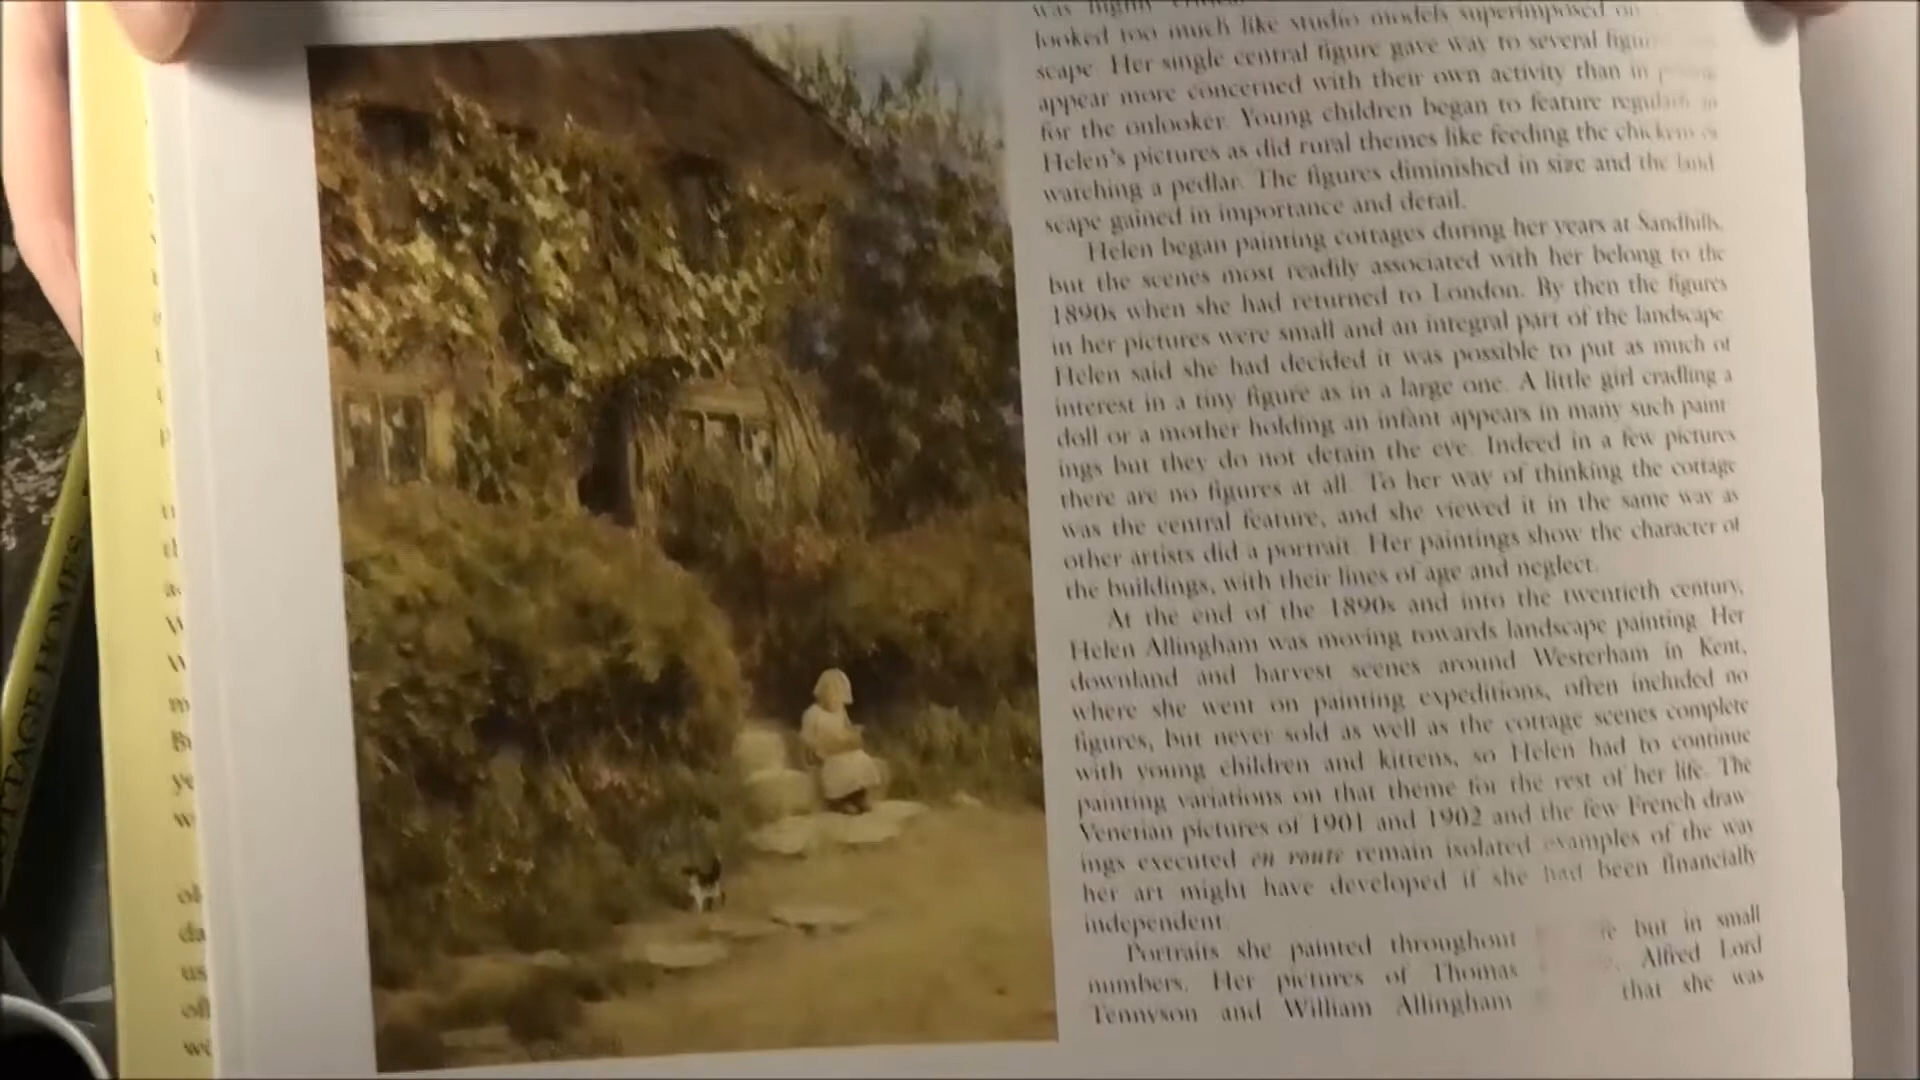 looked too much like studio models superimposed on
scape. Her single central figure gave way to several
appear more concerned with their own activity than in
for the onlooker. Young children began to feature regularly in
Helen's pictures as did rural themes like feeding the chickens or
watching a pedlar. The figures diminished in size and the land
scape gained in importance and detail.
Helen began painting cottages during her years at Sandhills,
but the scenes most readily associated with her belong to the
1890s when she had returned to London. By then the figures
in her pictures were small and an integral part of the landscape
Helen said she had decided it was possible to put as much of
interest in a tiny figure as in a large one. A little girl cradling a
doll or a mother holding an infant appears in many such paint
ings but they do not detain the eye. Indeed in a few pictures
there are no figures at all. To her way of thinking the cottage
was the central feature, and she viewed it in the same way as
other artists did a portrait. Her paintings show the character of
the buildings, with their lines of age and neglect.
At the end of the 1890s and into the twentieth century,
Helen Allingham was moving towards landscape painting. Her
downland and harvest scenes around Westerham in Kent,
where she went on painting expeditions, often included no
figures, but never sold as well as the cottage scenes complete
with young children and kittens, so Helen had to continue
painting variations on that theme for the rest of her life. The
Venetian pictures of 1901 and 1902 and the few French draw
ings executed en route remain isolated examples of the way
her art might have developed if she had been financially
independent.
Portraits she painted throughout but in small
numbers. Her pictures of Thomas Alfred Lord
Tennyson and William Allingham that she was
TTAGE HOMES